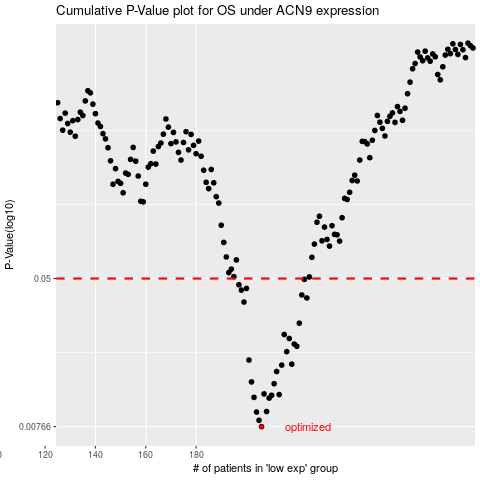 Cumulative P-Value plot for OS under ACN9 expression
P-Value(log10)
0.05
0.00766
optimized
0 120 140 160 180
# of patients in 'low exp' group